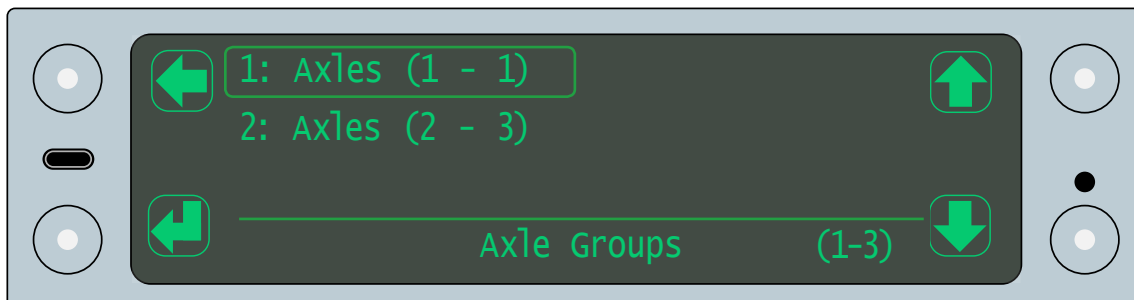 1: Axles (1 - 1)
2: Axles (2 - 3)
Axle Groups (1-3)